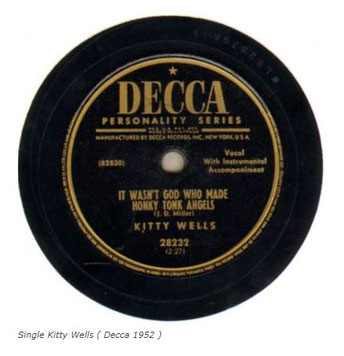 DECCA
PERSONALITY SERIES
MANUFACTURED BY DECCA RECORDS, INC., NEW YORK, U.S.A.
(82830)
Vocal
With Instrumental
Accompaniment
IT WASN'T GOD WHO MADE
HONKY TONK ANGELS
(J. D. Miller)
KITTY WELLS
28232
(2:27)
Single Kitty Wells ( Decca 1952 )